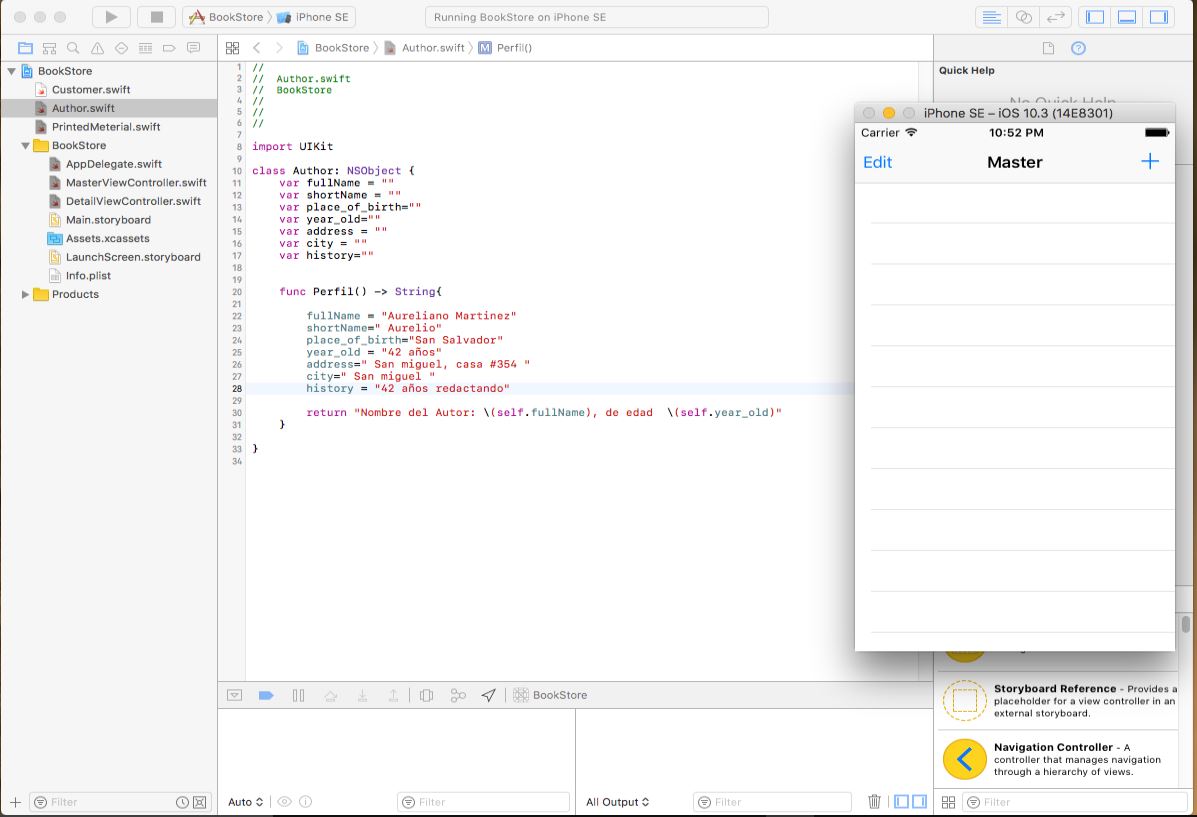 BookStore
iPhone SE
Running BookStore on iPhone SE
BookStore
Author.swift
M
Perfil()
BookStore
Customer.swift
Author.swift
PrintedMeterial.swift
BookStore
AppDelegate.swift
MasterViewController.swift
DetailViewController.swift
Main.storyboard
Assets.xcassets
LaunchScreen.storyboard
Info.plist
Products
Filter
1 //
2 //  Author.swift
3 //  BookStore
4 //
5 //
6 //
7
8 import UIKit
9
10 class Author: NSObject {
11     var fullName = ""
12     var shortName = ""
13     var place_of_birth=""
14     var year_old=""
15     var address = ""
16     var city = ""
17     var history=""
18
19
20     func Perfil() -> String{
21
22         fullName = "Aureliano Martinez"
23         shortName=" Aurelio"
24         place_of_birth="San Salvador"
25         year_old = "42 años"
26         address=" San miguel, casa #354 "
27         city=" San miguel "
28         history = "42 años redactando"
29
30         return "Nombre del Autor: \(self.fullName), de edad  \(self.year_old)"
31     }
32
33 }
34
BookStore
Auto
Filter
All Output
Filter
Quick Help
No Quick Help
iPhone SE – iOS 10.3 (14E8301)
Carrier
10:52 PM
Edit
Master
Storyboard Reference - Provides a
placeholder for a view controller in an
external storyboard.
Navigation Controller - A
controller that manages navigation
through a hierarchy of views.
Filter